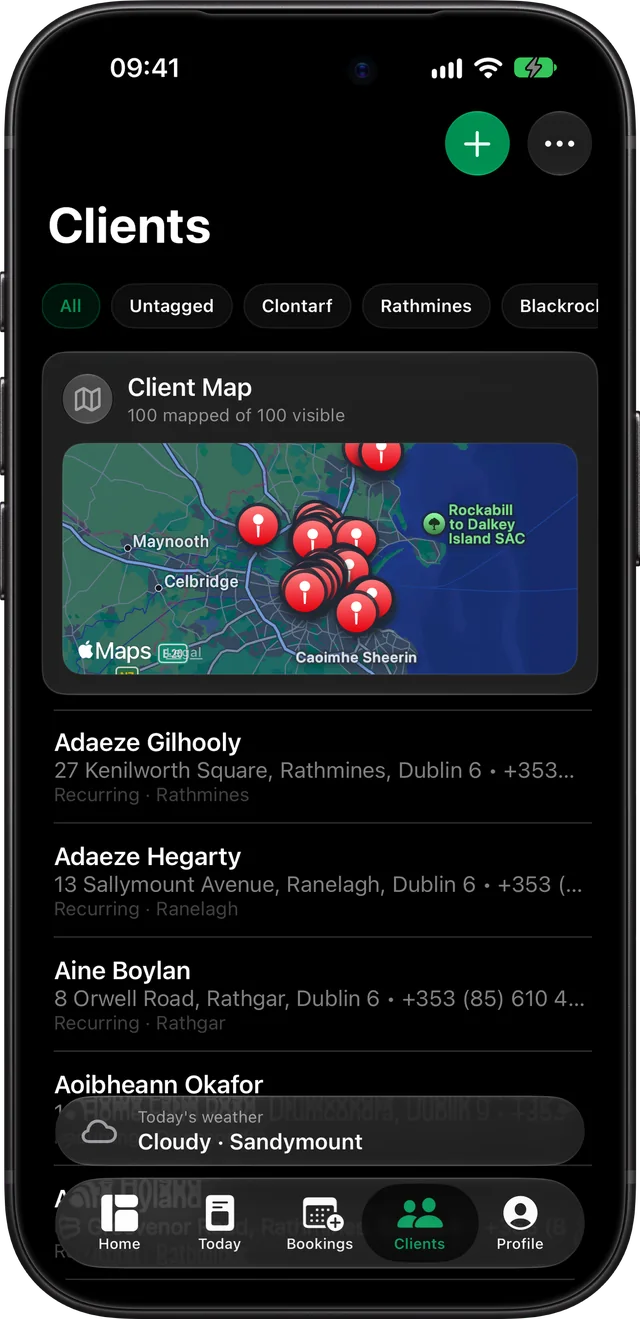 09:41
Clients
All
Untagged
Clontarf
Rathmines
Blackrock
Client Map
100 mapped of 100 visible
Rockabill
to Dalkey
Island SAC
Maynooth
Celbridge
Maps
Legal
Caoimhe Sheerin
Adaeze Gilhooly
27 Kenilworth Square, Rathmines, Dublin 6 • +353...
Recurring · Rathmines
Adaeze Hegarty
13 Sallymount Avenue, Ranelagh, Dublin 6 • +353 (...
Recurring · Ranelagh
Aine Boylan
8 Orwell Road, Rathgar, Dublin 6 • +353 (85) 610 4...
Recurring · Rathgar
Aoibheann Okafor
Today's weather
Cloudy · Sandymount
Home
Today
Bookings
Clients
Profile